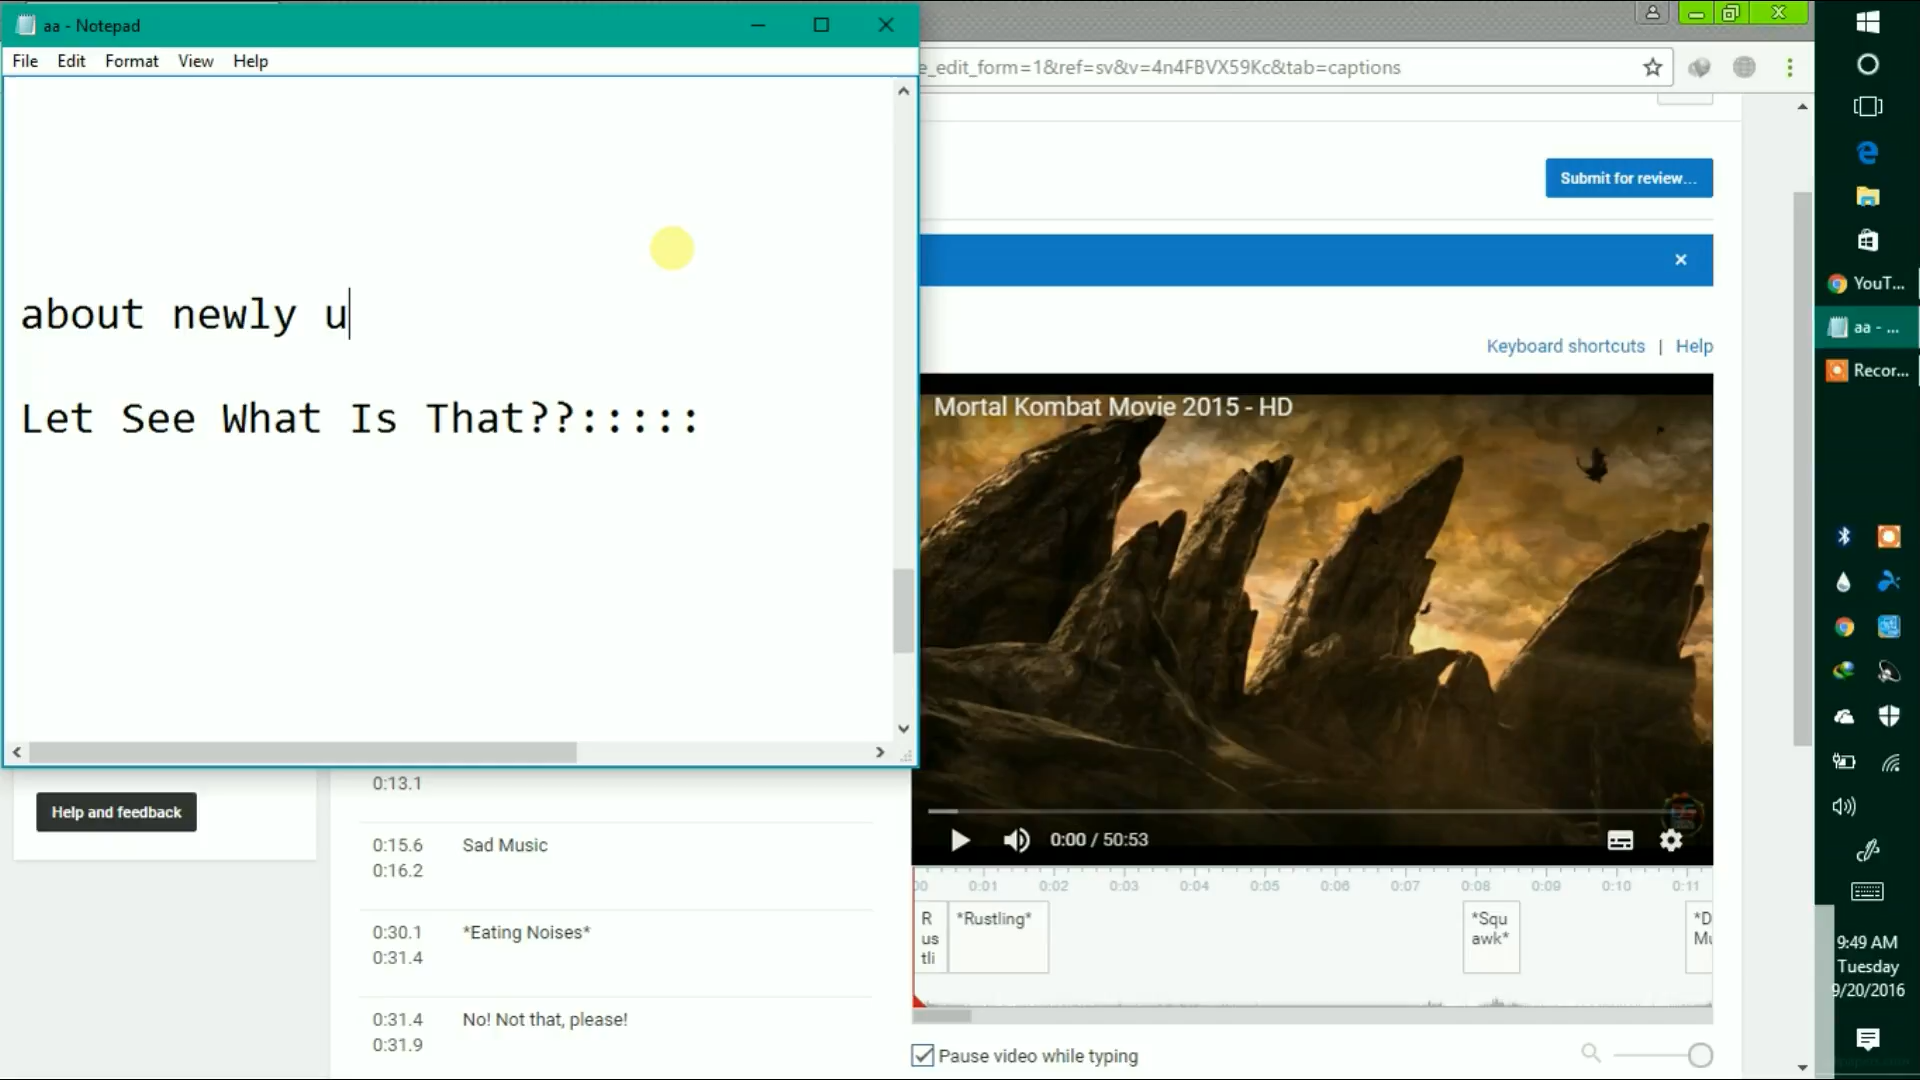 aa - Notepad
File Edit Format View Help
about newly u
Let See What Is That??:::::
e_edit_form=1&ref=sv&v=4n4FBVX59Kc&tab=captions
Submit for review...
Keyboard shortcuts | Help
Mortal Kombat Movie 2015 - HD
0:00 / 50:53
0:01 0:02 0:03 0:04 0:05 0:06 0:07 0:08 0:09 0:10 0:11
R
us
tli
*Rustling*
*Squ
awk*
*D
Mu
Pause video while typing
Help and feedback
0:13.1
0:15.6 Sad Music
0:16.2
0:30.1 *Eating Noises*
0:31.4
0:31.4 No! Not that, please!
0:31.9
YouT...
aa - ...
Recor...
9:49 AM
Tuesday
9/20/2016